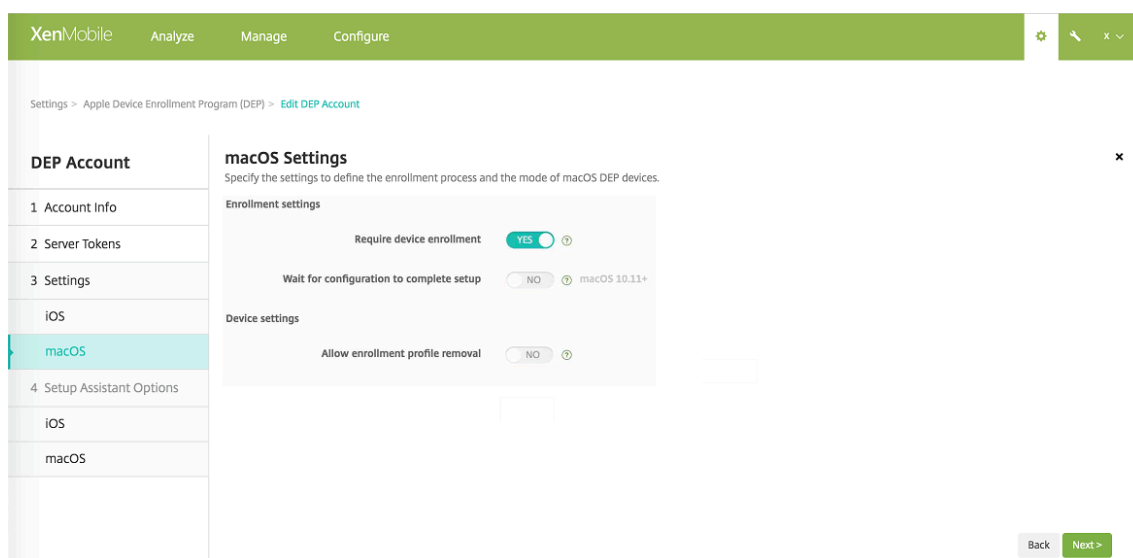 XenMobile Analyze Manage Configure x
Settings > Apple Device Enrollment Program (DEP) > Edit DEP Account
DEP Account
1 Account Info
2 Server Tokens
3 Settings
iOS
macOS
4 Setup Assistant Options
iOS
macOS
macOS Settings
Specify the settings to define the enrollment process and the mode of macOS DEP devices.
Enrollment settings
Require device enrollment YES ?
Wait for configuration to complete setup NO ? macOS 10.11+
Device settings
Allow enrollment profile removal NO ?
Back Next >